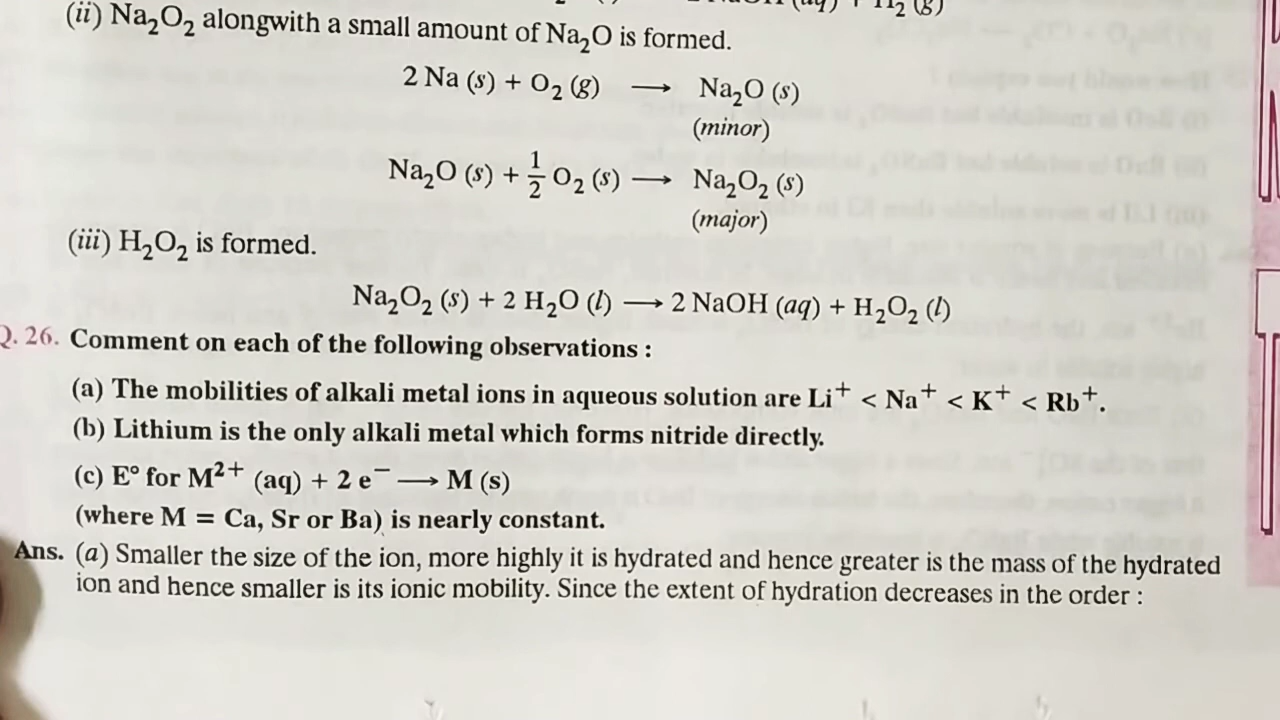 2 NaOH (aq) + H₂ (g)
(ii) Na₂O₂ alongwith a small amount of Na₂O is formed.
2 Na (s) + O₂ (g) ⟶ Na₂O (s)
(minor)
Na₂O (s) + 1/2 O₂ (s) ⟶ Na₂O₂ (s)
(major)
(iii) H₂O₂ is formed.
Na₂O₂ (s) + 2 H₂O (l) ⟶ 2 NaOH (aq) + H₂O₂ (l)
Q. 26. Comment on each of the following observations :
(a) The mobilities of alkali metal ions in aqueous solution are Li⁺ < Na⁺ < K⁺ < Rb⁺.
(b) Lithium is the only alkali metal which forms nitride directly.
(c) E° for M²⁺ (aq) + 2 e⁻ ⟶ M (s)
(where M = Ca, Sr or Ba) is nearly constant.
Ans. (a) Smaller the size of the ion, more highly it is hydrated and hence greater is the mass of the hydrated
ion and hence smaller is its ionic mobility. Since the extent of hydration decreases in the order :